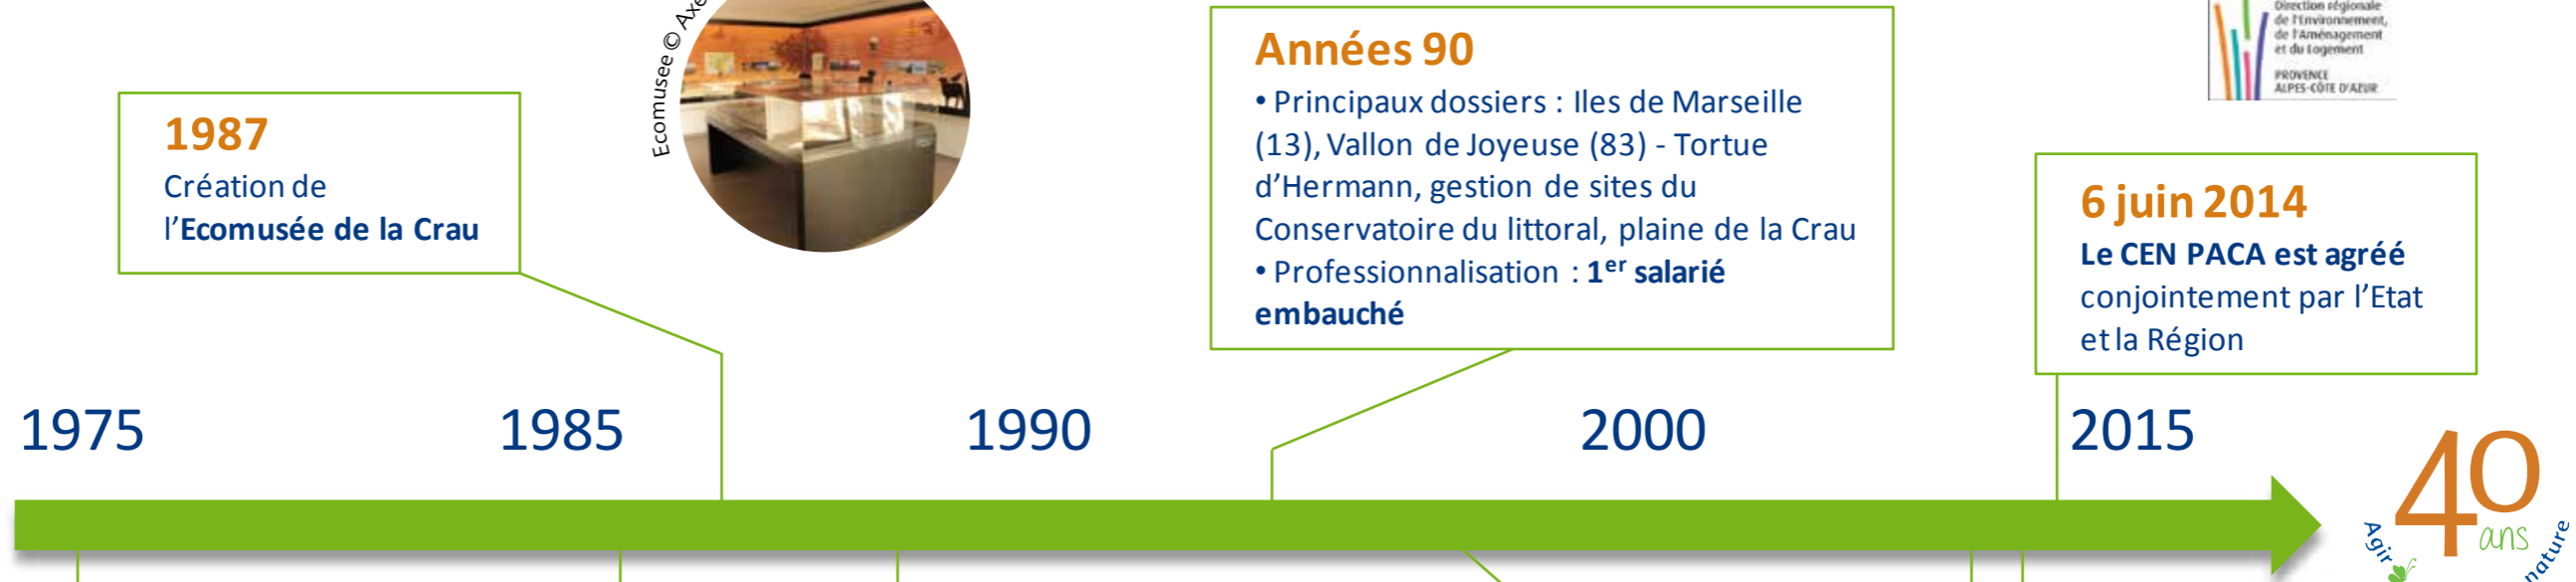 Ecomusee © Axe
Direction régionale
de l'Environnement,
de l'Aménagement
et du Logement
PROVENCE
ALPES-CÔTE D'AZUR
1987
Création de
l'Ecomusée de la Crau
Années 90
• Principaux dossiers : Iles de Marseille
(13), Vallon de Joyeuse (83) - Tortue
d'Hermann, gestion de sites du
Conservatoire du littoral, plaine de la Crau
• Professionnalisation : 1er salarié
embauché
6 juin 2014
Le CEN PACA est agréé
conjointement par l'Etat
et la Région
1975
1985
1990
2000
2015
40
ans
Agir
nature